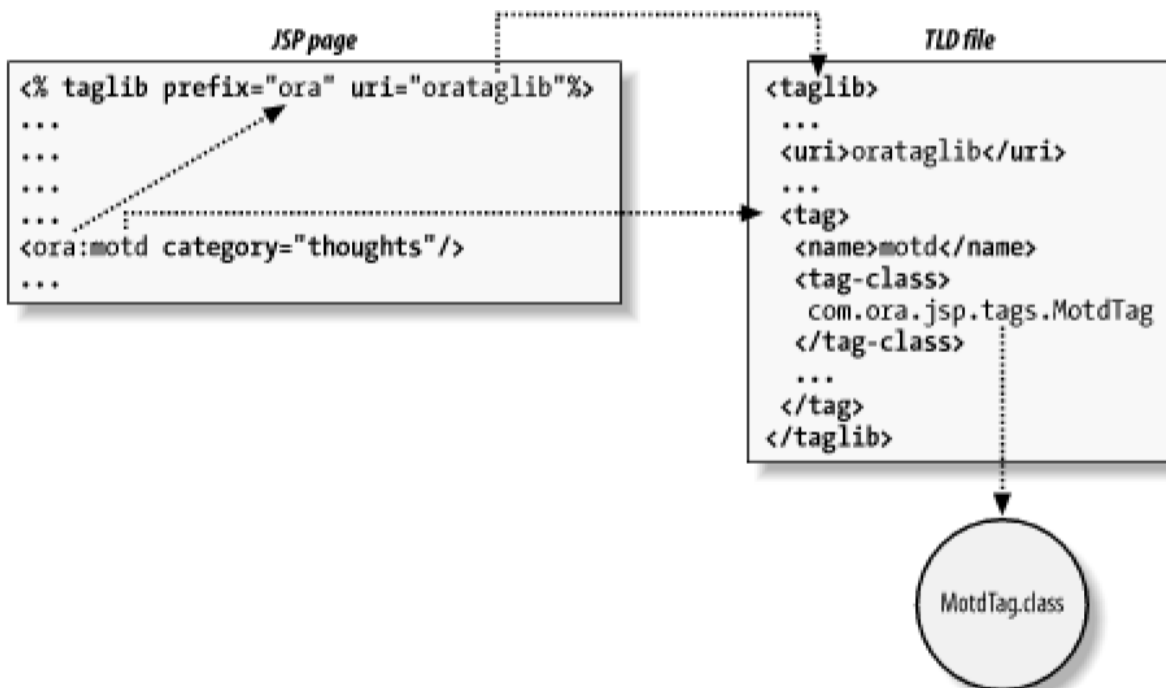 JSP page
<% taglib prefix="ora" uri="orataglib"%>
...
...
...
...
<ora:motd category="thoughts"/>
...
TLD file
<taglib>
...
<uri>orataglib</uri>
...
<tag>
<name>motd</name>
<tag-class>
com.ora.jsp.tags.MotdTag
</tag-class>
...
</tag>
</taglib>
MotdTag.class